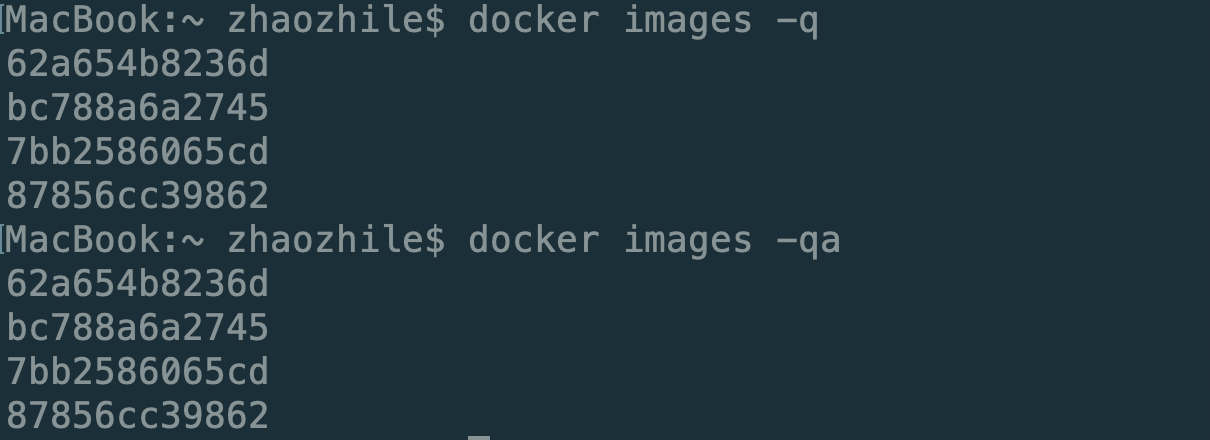 [MacBook:~ zhaozhile$ docker images -q
62a654b8236d
bc788a6a2745
7bb2586065cd
87856cc39862
[MacBook:~ zhaozhile$ docker images -qa
62a654b8236d
bc788a6a2745
7bb2586065cd
87856cc39862